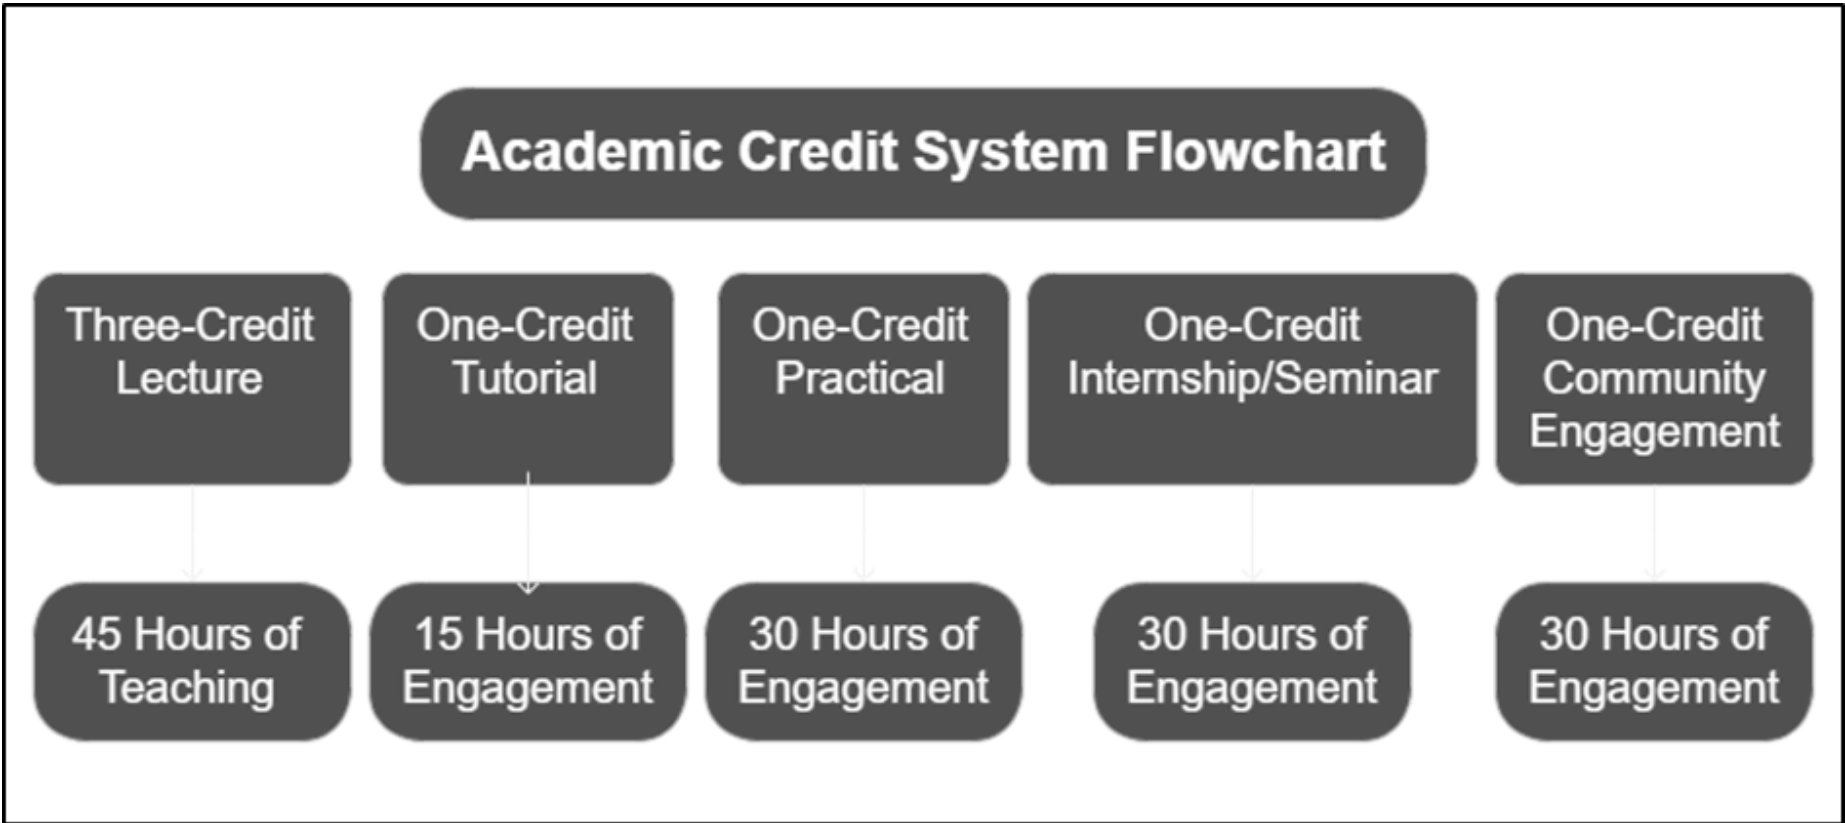 Academic Credit System Flowchart
Three-Credit
Lecture
One-Credit
Tutorial
One-Credit
Practical
One-Credit
Internship/Seminar
One-Credit
Community
Engagement
45 Hours of
Teaching
15 Hours of
Engagement
30 Hours of
Engagement
30 Hours of
Engagement
30 Hours of
Engagement